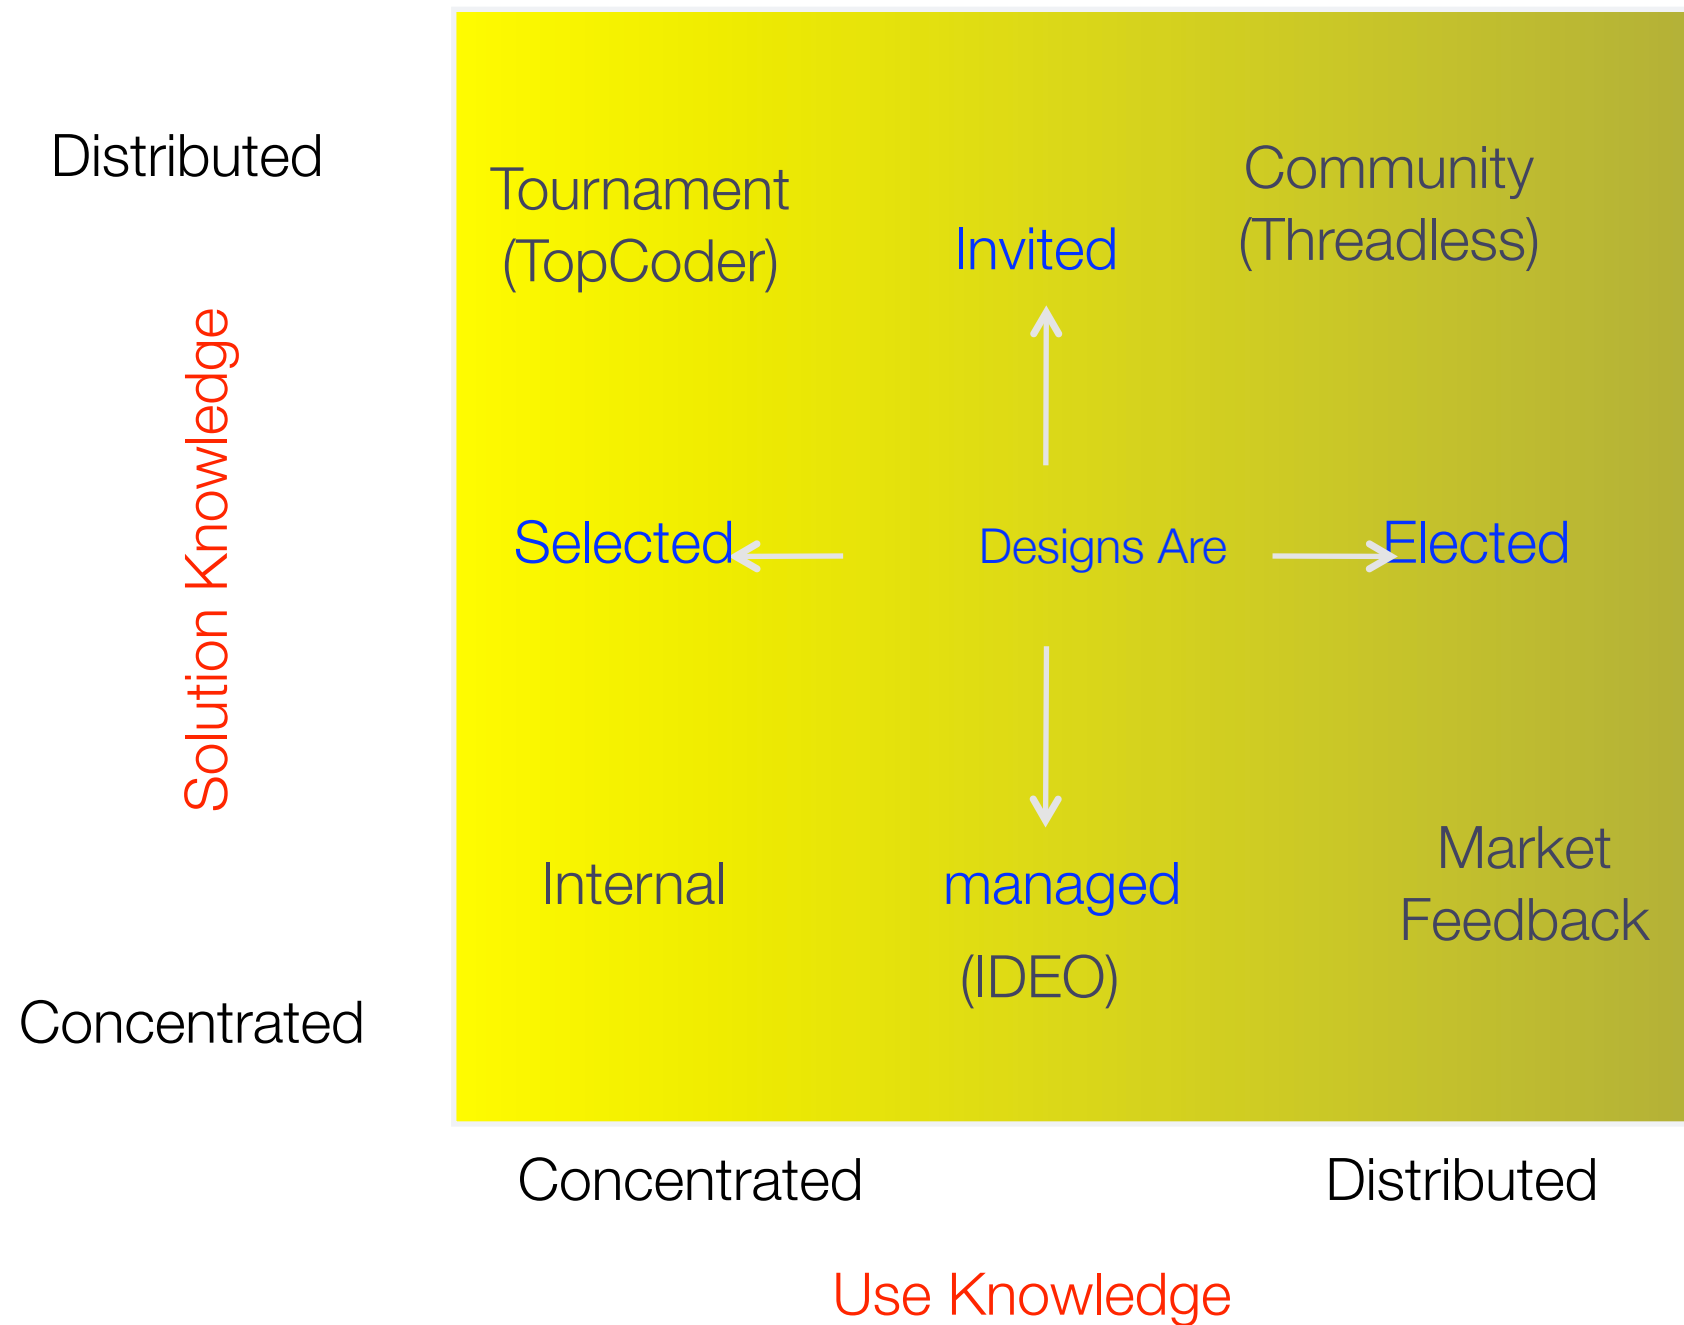 Distributed
Tournament
(TopCoder)
Invited
Community
(Threadless)
Solution Knowledge
Selected
Designs Are
Elected
Internal
managed
(IDEO)
Market
Feedback
Concentrated
Concentrated
Distributed
Use Knowledge